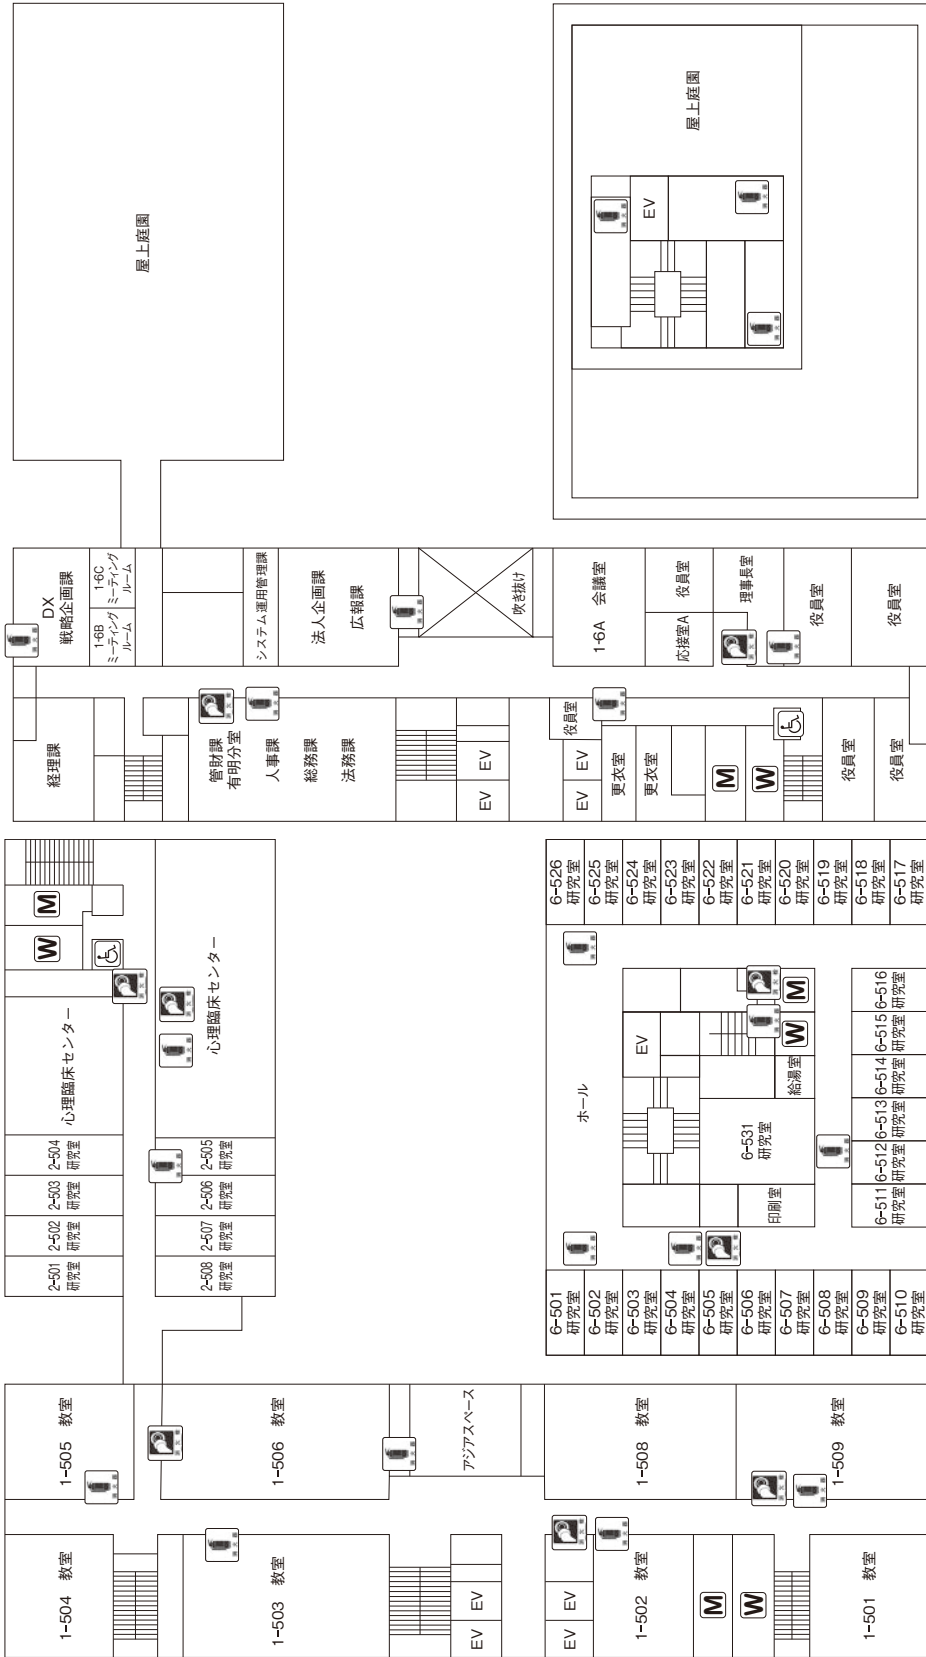 屋上庭園
屋上庭園
EV
DX
戦略企画課
1-6B
ミーティング
ルーム
1-6C
ミーティング
ルーム
システム運用管理課
法人企画課
広報課
吹き抜け
1-6A 会議室
応接室A
役員室
理事長室
役員室
役員室
経理課
管財課
有明分室
人事課
総務課
法務課
EV
EV
EV
EV
役員室
更衣室
更衣室
M
W
役員室
役員室
M
W
心理臨床センター
心理臨床センター
2-504
研究室
2-503
研究室
2-502
研究室
2-501
研究室
2-505
研究室
2-506
研究室
2-507
研究室
2-508
研究室
6-526
研究室
6-525
研究室
6-524
研究室
6-523
研究室
6-522
研究室
6-521
研究室
6-520
研究室
6-519
研究室
6-518
研究室
6-517
研究室
ホール
EV
M
W
給湯室
6-531
研究室
印刷室
6-516
研究室
6-515
研究室
6-514
研究室
6-513
研究室
6-512
研究室
6-511
研究室
6-501
研究室
6-502
研究室
6-503
研究室
6-504
研究室
6-505
研究室
6-506
研究室
6-507
研究室
6-508
研究室
6-509
研究室
6-510
研究室
1-505 教室
1-506 教室
アジアスペース
1-508 教室
1-509 教室
1-504 教室
1-503 教室
EV
EV
EV
EV
1-502 教室
M
W
1-501 教室